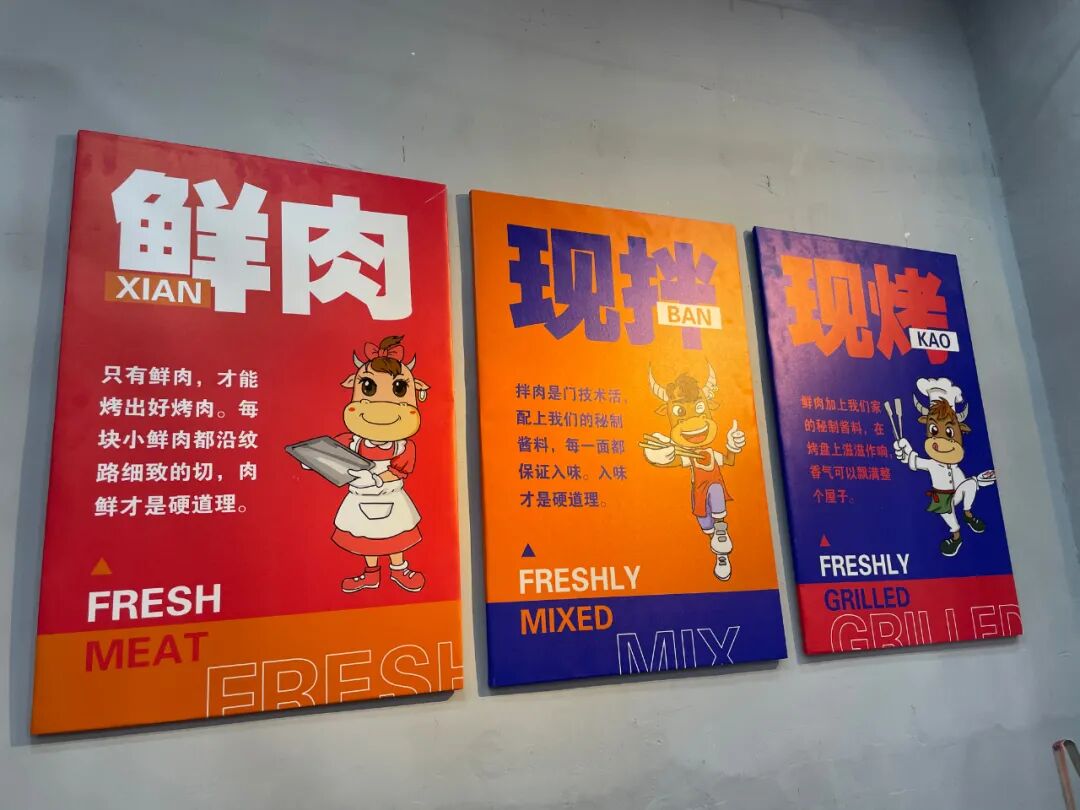 鲜肉
XIAN
只有鲜肉，才能
烤出好烤肉。每
块小鲜肉都沿纹
路细致的切，肉
鲜才是硬道理。
FRESH
MEAT
FRESH
现拌
BAN
拌肉是门技术活，
配上我们的秘制
酱料，每一面都
保证入味。入味
才是硬道理。
FRESHLY
MIXED
MIX
现烤
KAO
鲜肉加上我们家
的秘制酱料，在
烤盘上滋滋作响，
香气可以飘满整
个屋子。
FRESHLY
GRILLED
GRILLED